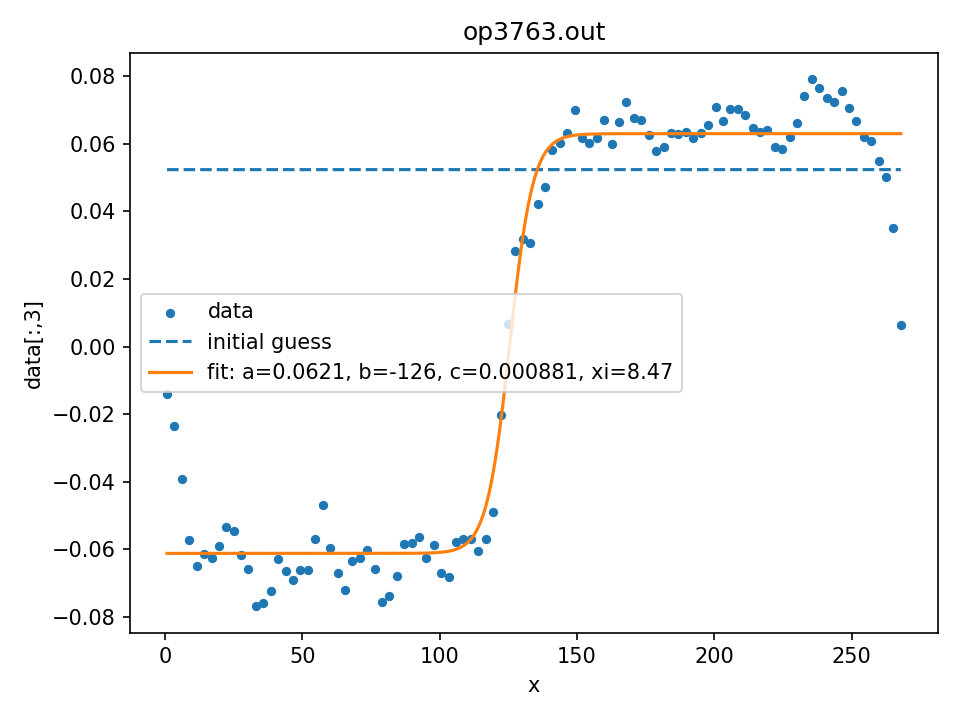 op3763.out
0.08
0.06
0.04
0.02
0.00
−0.02
−0.04
−0.06
−0.08
data[:,3]
data
initial guess
fit: a=0.0621, b=-126, c=0.000881, xi=8.47
0 50 100 150 200 250
x